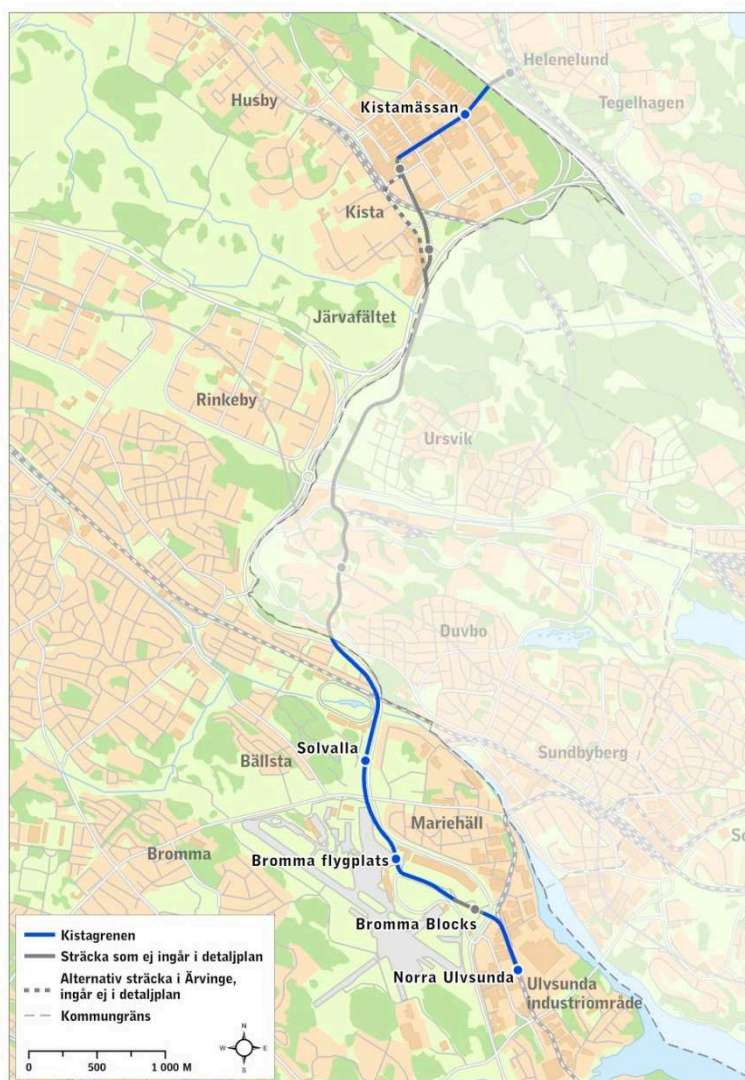 Helenelund
Husby
Kistamässan
Tegelhagen
Kista
Järvafältet
Rinkeby
Ursvik
Duvbo
Solvalla
Sundbyberg
Bällsta
Mariehäll
Bromma
Bromma flygplats
Bromma Blocks
Norra Ulvsunda
Ulvsunda
industriområde
Kistagrenen
Sträcka som ej ingår i detaljplan
Alternativ sträcka i Ärvinge,
ingår ej i detaljplan
Kommungräns
N
W
E
S
0 500 1 000 M